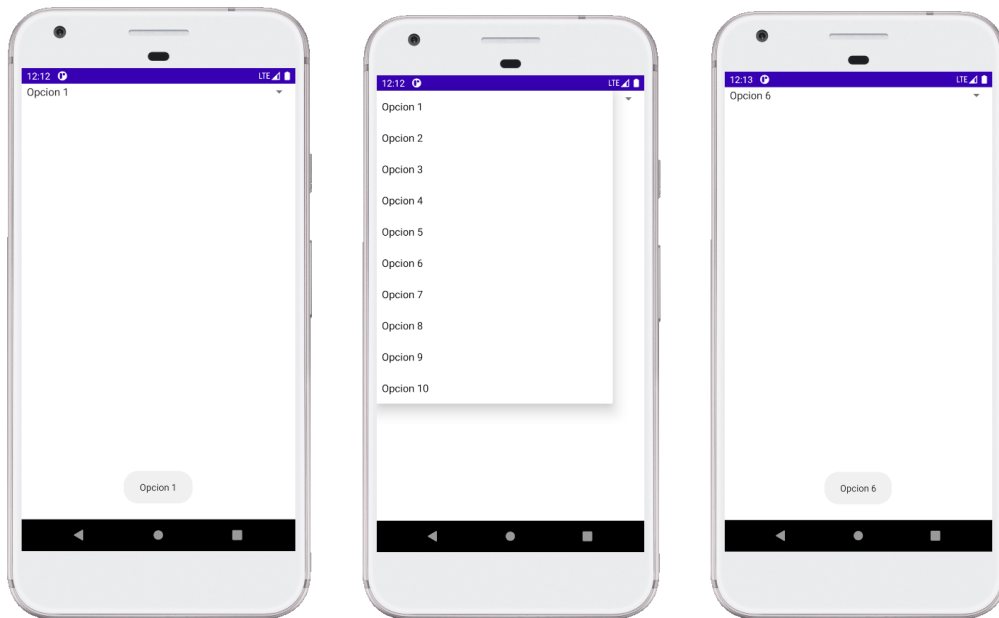 12:12 LTE
Opcion 1
Opcion 1
12:12 LTE
Opcion 1
Opcion 2
Opcion 3
Opcion 4
Opcion 5
Opcion 6
Opcion 7
Opcion 8
Opcion 9
Opcion 10
12:13 LTE
Opcion 6
Opcion 6